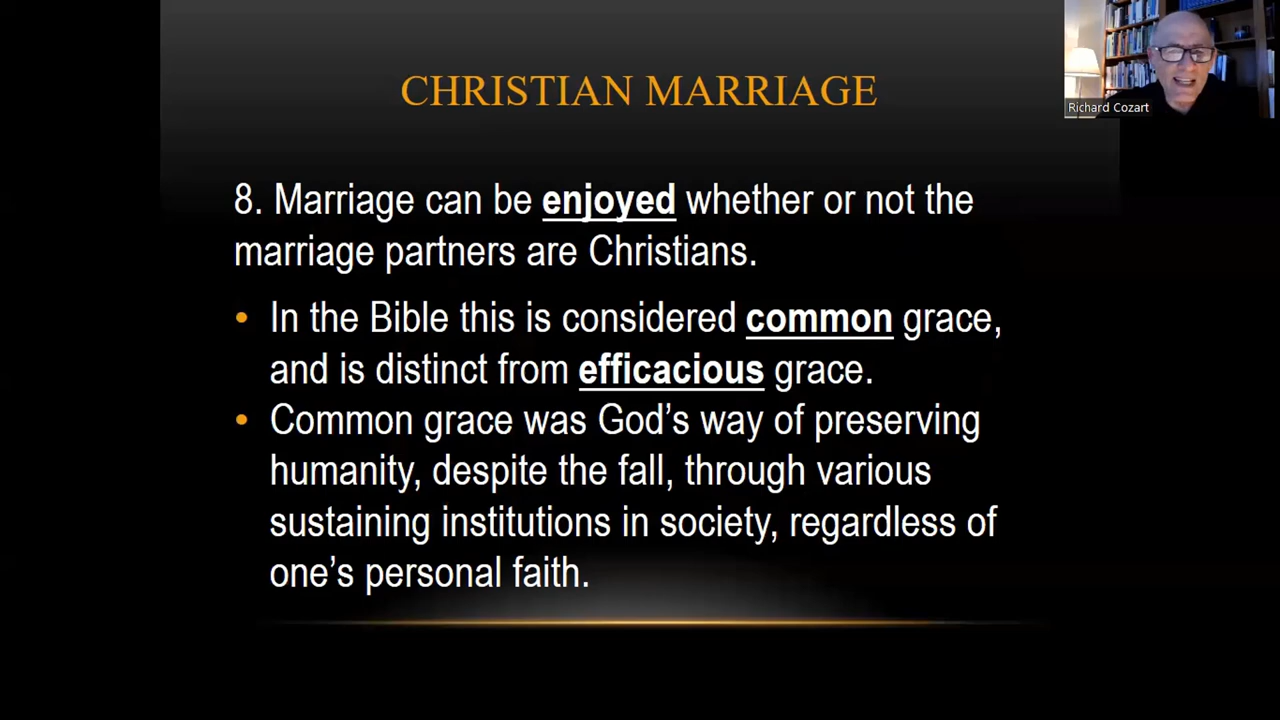 CHRISTIAN MARRIAGE
Richard Cozart
8. Marriage can be enjoyed whether or not the
marriage partners are Christians.
• In the Bible this is considered common grace,
and is distinct from efficacious grace.
• Common grace was God’s way of preserving
humanity, despite the fall, through various
sustaining institutions in society, regardless of
one’s personal faith.